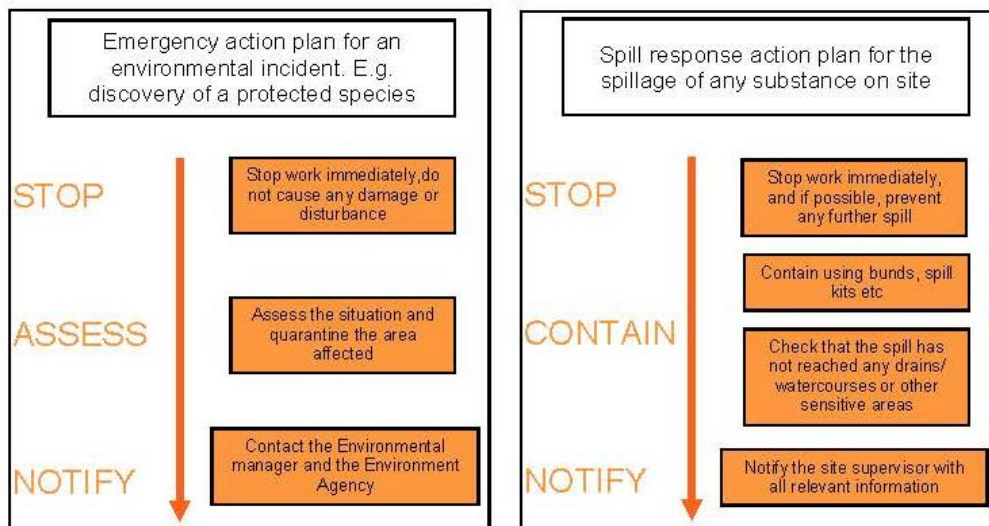 Emergency action plan for an
environmental incident. E.g.
discovery of a protected species
STOP
Stop work immediately,do
not cause any damage or
disturbance
ASSESS
Assess the situation and
quarantine the area
affected
NOTIFY
Contact the Environmental
manager and the Environment
Agency
Spill response action plan for the
spillage of any substance on site
STOP
Stop work immediately,
and if possible, prevent
any further spill
CONTAIN
Contain using bunds, spill
kits etc
Check that the spill has
not reached any drains/
watercourses or other
sensitive areas
NOTIFY
Notify the site supervisor with
all relevant information